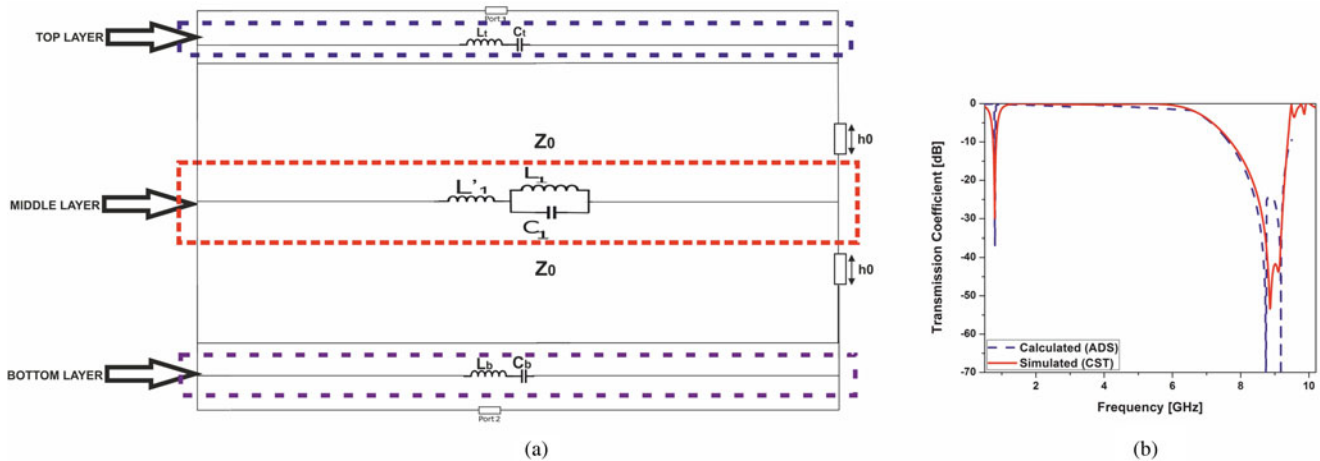 Port 1
TOP LAYER
Lt Ct
Z0
h0
L'1 L1
MIDDLE LAYER
C1
Z0
h0
Lb Cb
BOTTOM LAYER
Port 2
(a)
0
-10
-20
-30
-40
-50
-60
-70
Transmission Coefficient [dB]
Calculated (ADS)
Simulated (CST)
2 4 6 8 10
Frequency [GHz]
(b)